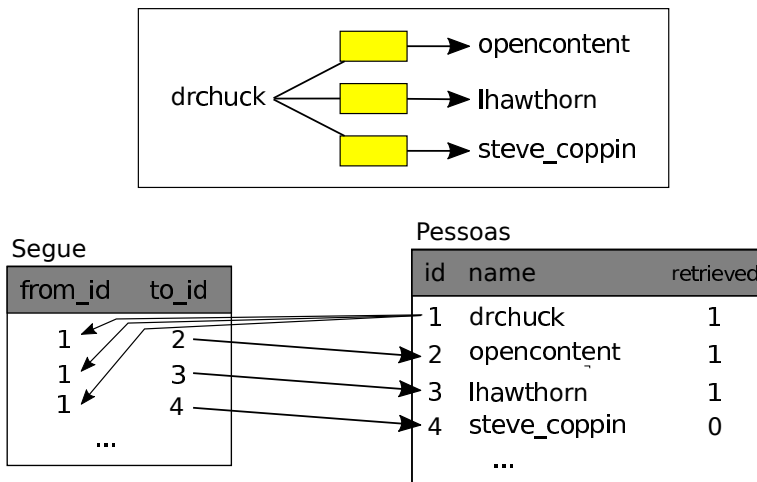 opencontent
drchuck
lhawthorn
steve_coppin
Segue
from_id to_id
1 2
1 3
1 4
...
Pessoas
id name retrieved
1 drchuck 1
2 opencontent 1
3 lhawthorn 1
4 steve_coppin 0
...